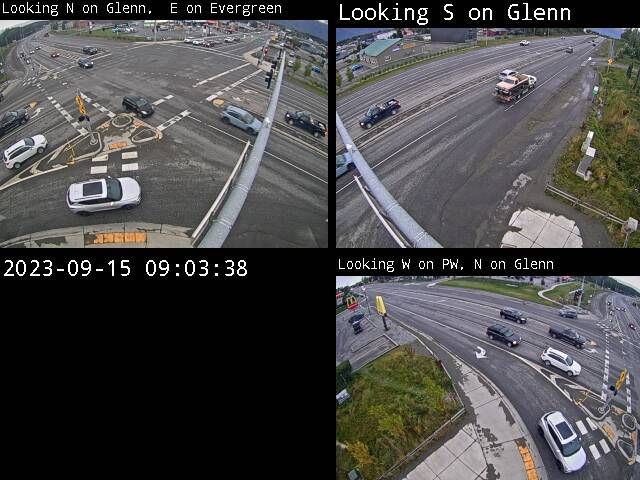 Looking N on Glenn,  E on Evergreen
Looking S on Glenn
2023-09-15 09:03:38
Looking W on PW, N on Glenn